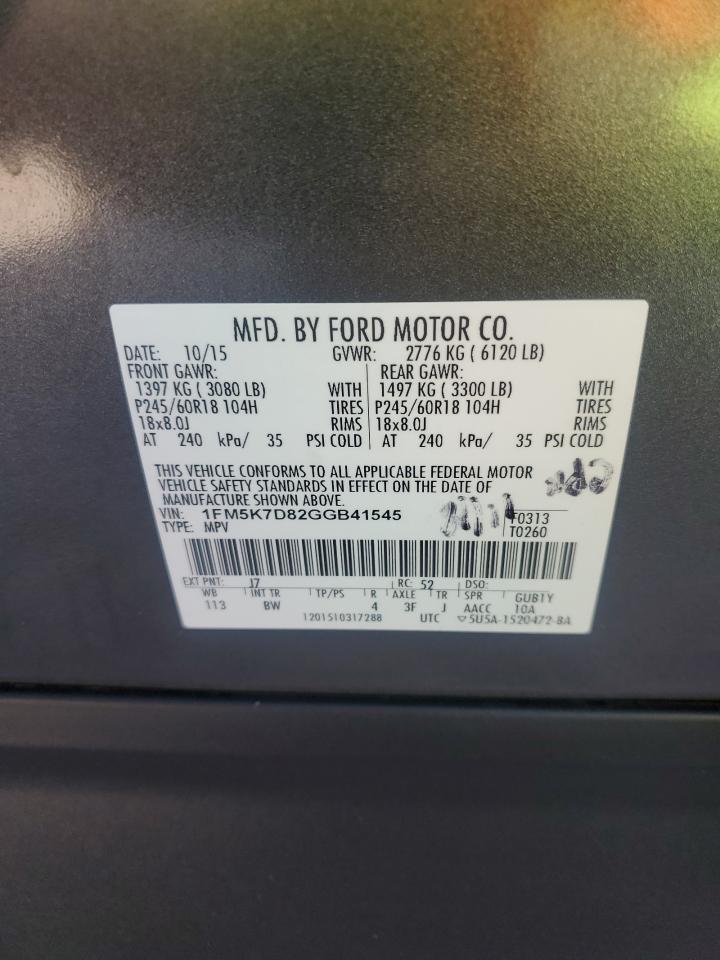 MFD. BY FORD MOTOR CO.
DATE: 10/15 GVWR: 2776 KG ( 6120 LB)
FRONT GAWR: REAR GAWR:
1397 KG ( 3080 LB) WITH 1497 KG ( 3300 LB) WITH
P245/60R18 104H TIRES P245/60R18 104H TIRES
18x8.0J RIMS 18x8.0J RIMS
AT 240 kPa/ 35 PSI COLD AT 240 kPa/ 35 PSI COLD
THIS VEHICLE CONFORMS TO ALL APPLICABLE FEDERAL MOTOR
VEHICLE SAFETY STANDARDS IN EFFECT ON THE DATE OF
MANUFACTURE SHOWN ABOVE.
VIN: 1FM5K7D82GGB41545 F0313
TYPE: MPV T0260
EXT PNT: J7 RC: 52 DSO:
WB INT TR TP/PS R AXLE TR SPR GUB1Y
113 BW 4 3F J AACC 10A
1201510317288 UTC ▽5U5A-1520472-BA